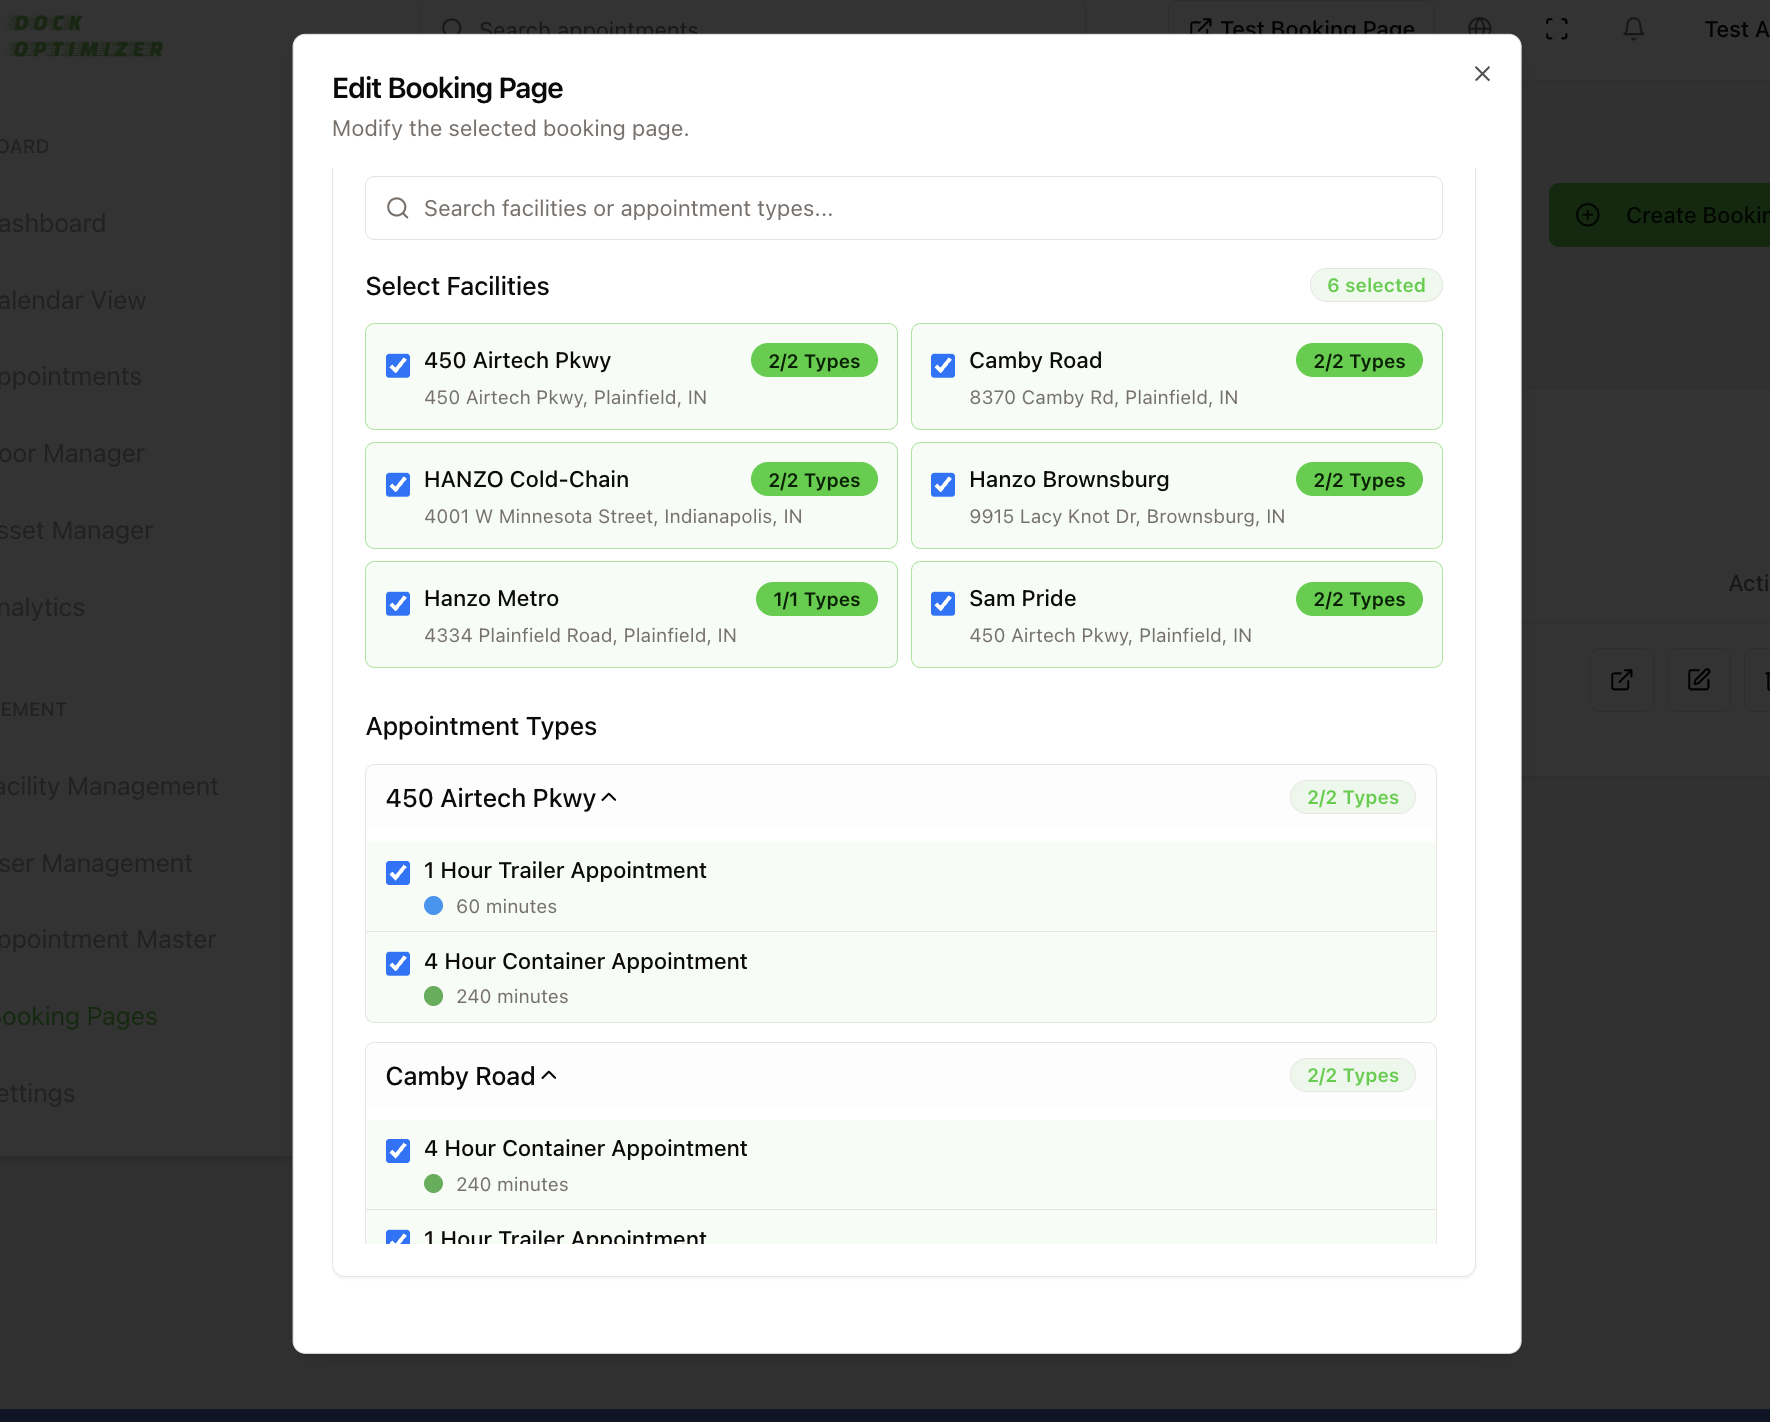 DOCK
OPTIMIZER
Search appointments
Test Booking Page
Test A
Edit Booking Page
Modify the selected booking page.
OARD
ashboard
alendar View
ppointments
oor Manager
sset Manager
nalytics
EMENT
acility Management
ser Management
ppointment Master
ooking Pages
ettings
Create Bookin
Acti
Search facilities or appointment types...
Select Facilities
6 selected
450 Airtech Pkwy
2/2 Types
450 Airtech Pkwy, Plainfield, IN
Camby Road
2/2 Types
8370 Camby Rd, Plainfield, IN
HANZO Cold-Chain
2/2 Types
4001 W Minnesota Street, Indianapolis, IN
Hanzo Brownsburg
2/2 Types
9915 Lacy Knot Dr, Brownsburg, IN
Hanzo Metro
1/1 Types
4334 Plainfield Road, Plainfield, IN
Sam Pride
2/2 Types
450 Airtech Pkwy, Plainfield, IN
Appointment Types
450 Airtech Pkwy
2/2 Types
1 Hour Trailer Appointment
60 minutes
4 Hour Container Appointment
240 minutes
Camby Road
2/2 Types
4 Hour Container Appointment
240 minutes
1 Hour Trailer Appointment